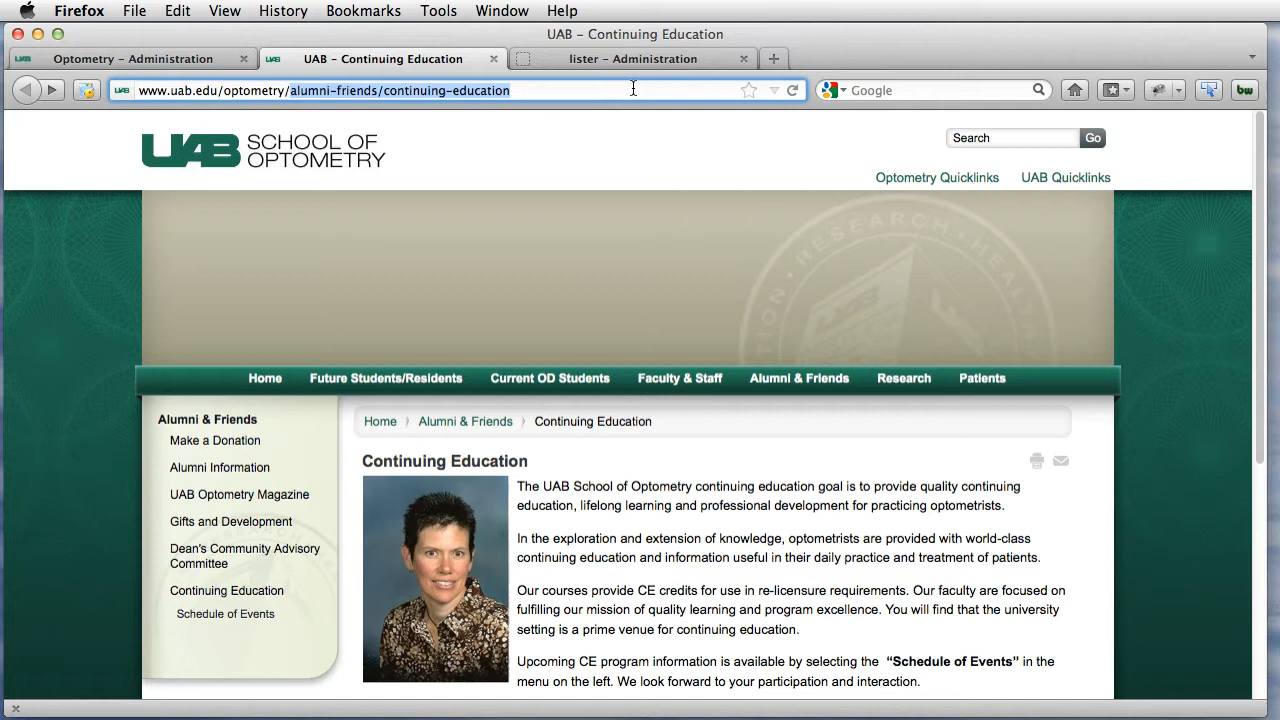 Firefox File Edit View History Bookmarks Tools Window Help
UAB – Continuing Education
UAB Optometry – Administration UAB UAB – Continuing Education lister – Administration
UAB www.uab.edu/optometry/alumni-friends/continuing-education Google bw
UAB SCHOOL OF OPTOMETRY
Search Go
Optometry Quicklinks UAB Quicklinks
RESEARCH
Home Future Students/Residents Current OD Students Faculty & Staff Alumni & Friends Research Patients
Alumni & Friends
Make a Donation
Alumni Information
UAB Optometry Magazine
Gifts and Development
Dean's Community Advisory
Committee
Continuing Education
Schedule of Events
Home Alumni & Friends Continuing Education
Continuing Education
The UAB School of Optometry continuing education goal is to provide quality continuing
education, lifelong learning and professional development for practicing optometrists.
In the exploration and extension of knowledge, optometrists are provided with world-class
continuing education and information useful in their daily practice and treatment of patients.
Our courses provide CE credits for use in re-licensure requirements. Our faculty are focused on
fulfilling our mission of quality learning and program excellence. You will find that the university
setting is a prime venue for continuing education.
Upcoming CE program information is available by selecting the “Schedule of Events” in the
menu on the left. We look forward to your participation and interaction.